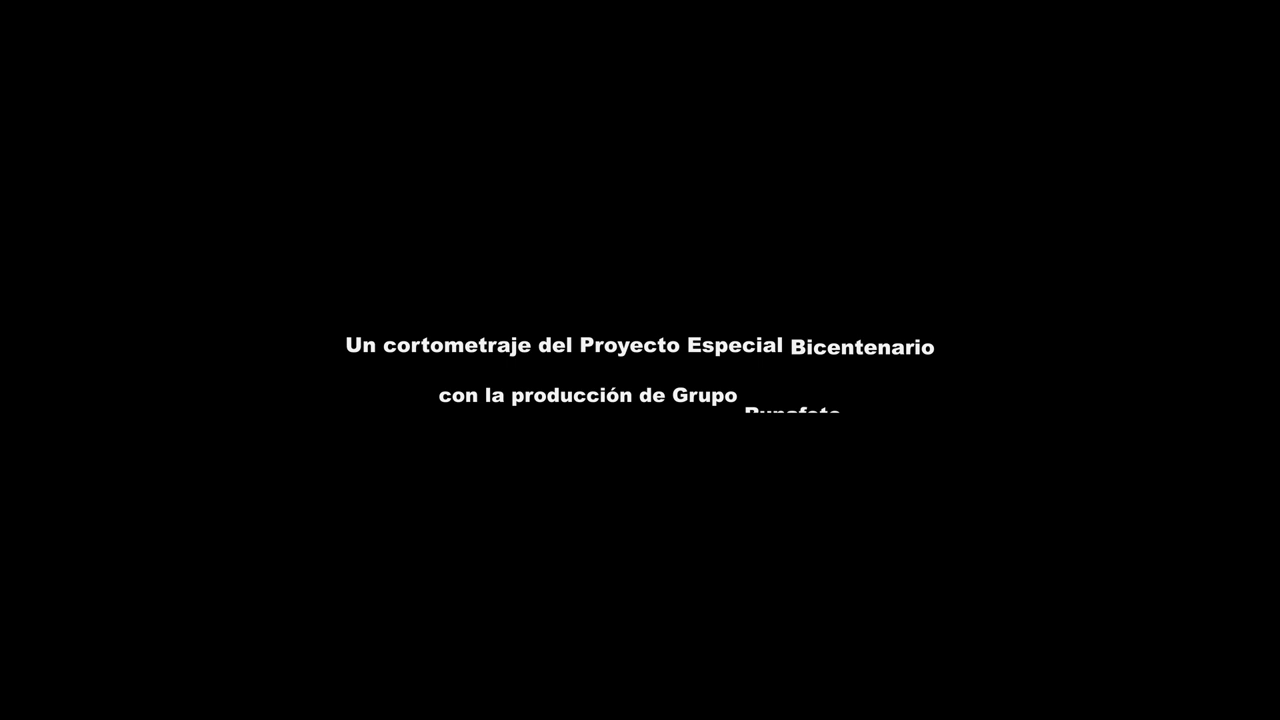 Un cortometraje del Proyecto Especial Bicentenario
con la producción de Grupo